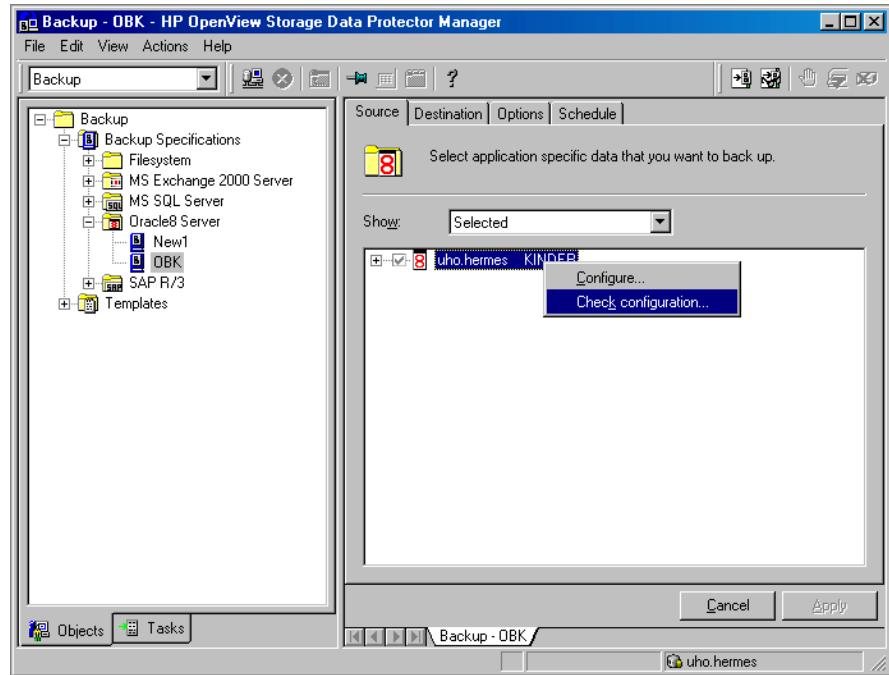 Backup - OBK - HP OpenView Storage Data Protector Manager
File Edit View Actions Help
Backup
?
Source Destination Options Schedule
Backup
Backup Specifications
Filesystem
MS Exchange 2000 Server
MS SQL Server
Oracle8 Server
New1
OBK
SAP R/3
Templates
8 Select application specific data that you want to back up.
Show: Selected
8 uho.hermes KINDER
Configure...
Check configuration...
Cancel Apply
Objects Tasks
Backup - OBK
uho.hermes